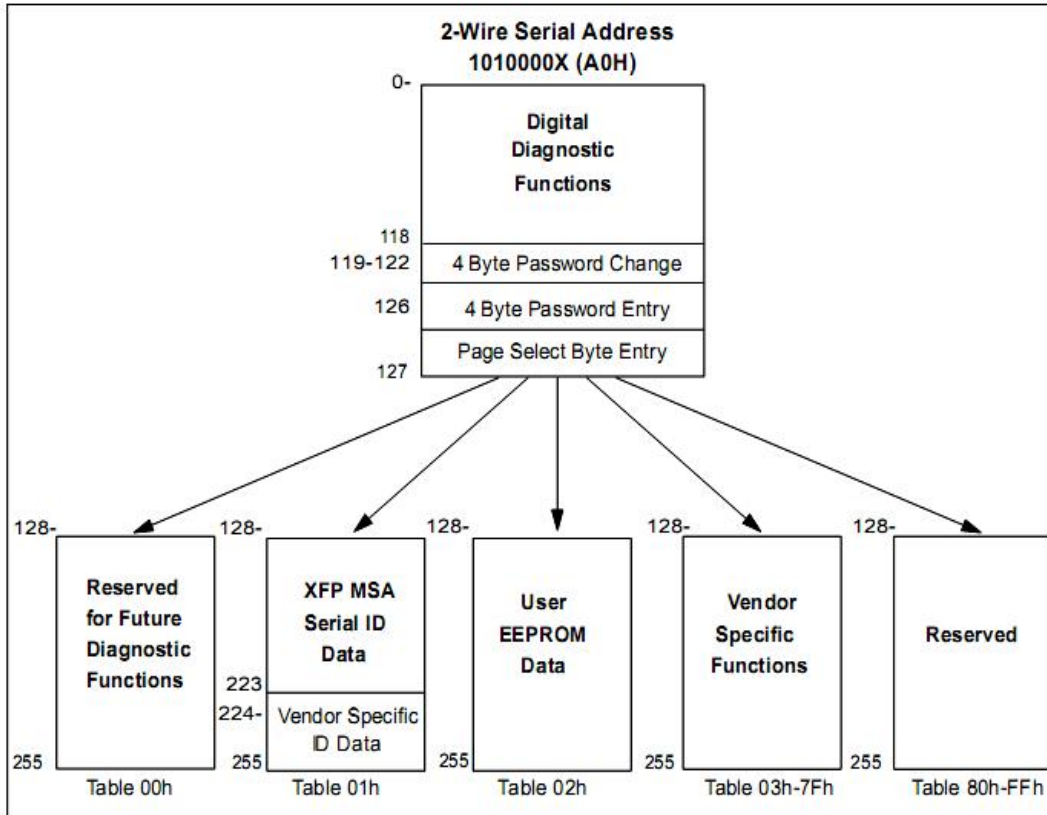 2-Wire Serial Address
1010000X (A0H)
0-
Digital
Diagnostic
Functions
118
119-122
4 Byte Password Change
126
4 Byte Password Entry
Page Select Byte Entry
127
128-
Reserved
for Future
Diagnostic
Functions
255
Table 00h
128-
XFP MSA
Serial ID
Data
223
224-
Vendor Specific
ID Data
255
Table 01h
128-
User
EEPROM
Data
255
Table 02h
128-
Vendor
Specific
Functions
255
Table 03h-7Fh
128-
Reserved
255
Table 80h-FFh